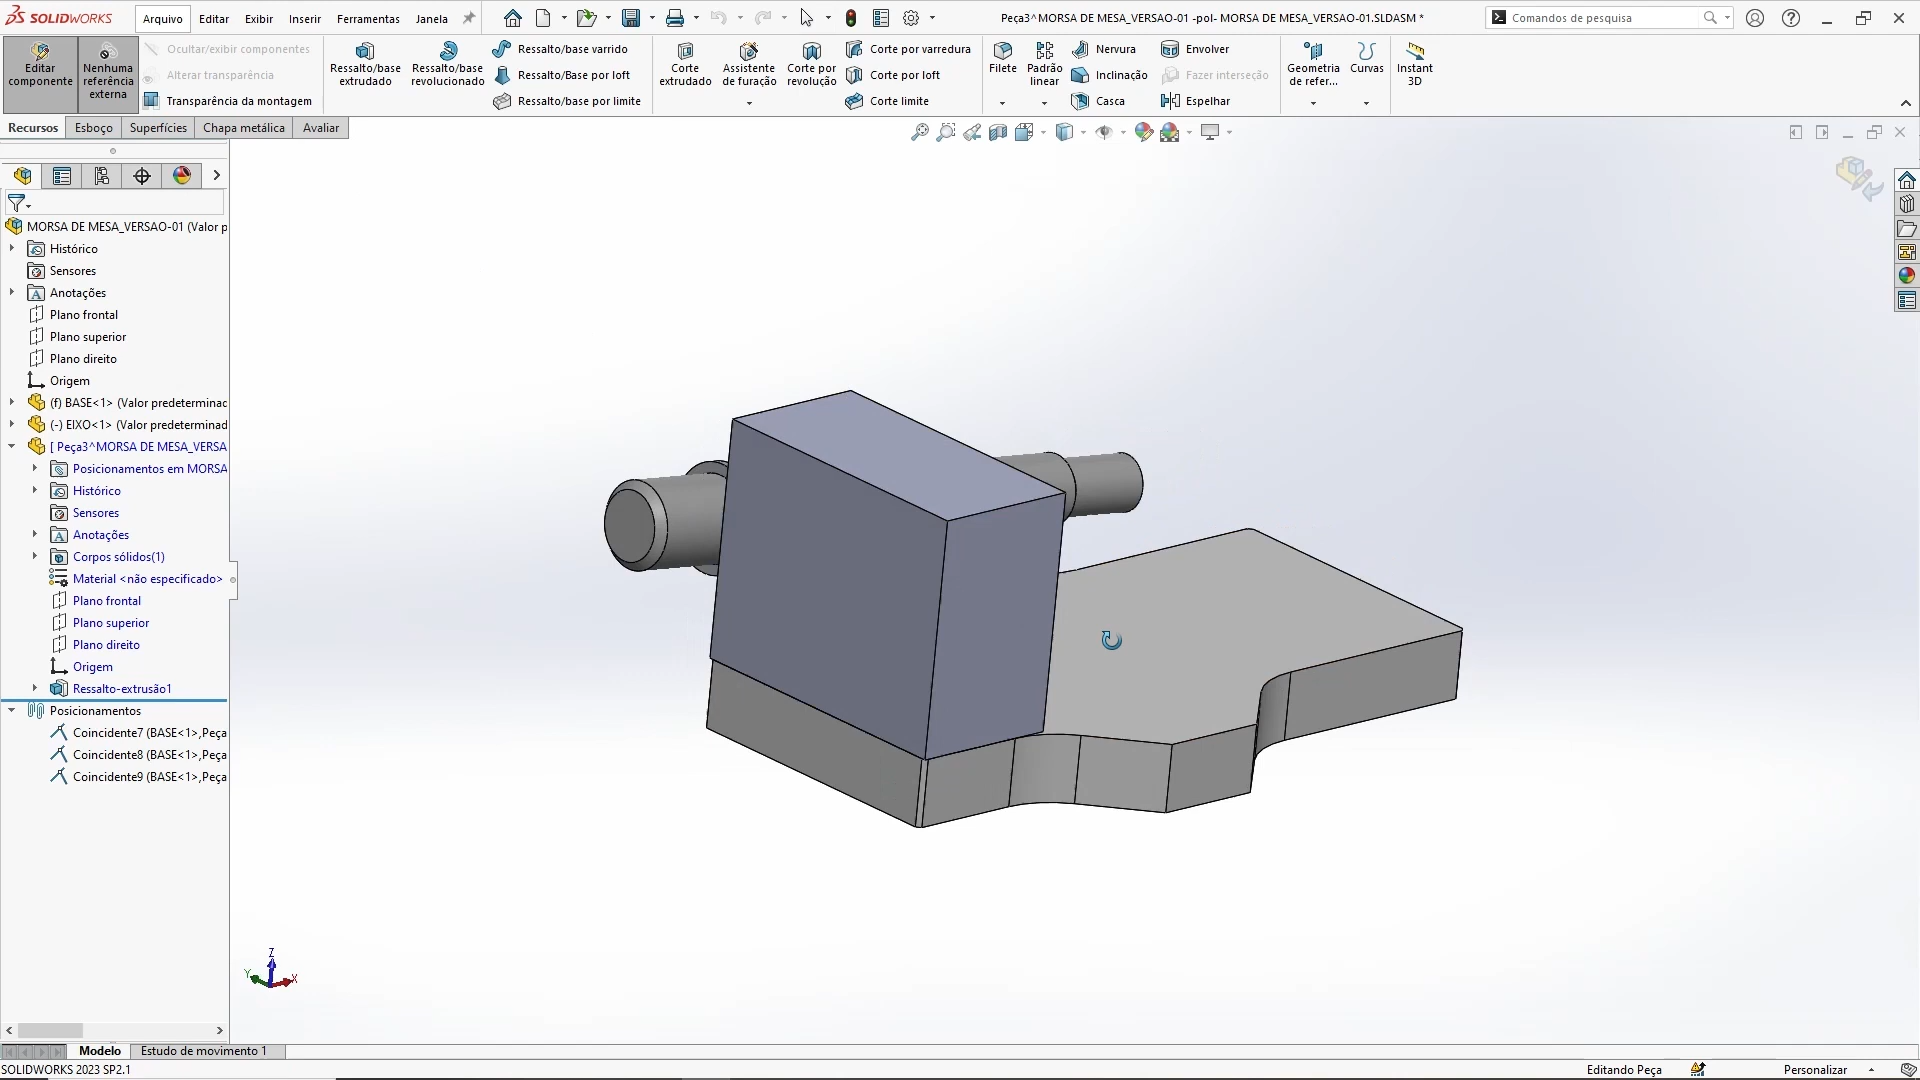 SOLIDWORKS
Arquivo Editar Exibir Inserir Ferramentas Janela
Peça3^MORSA DE MESA_VERSAO-01 -pol- MORSA DE MESA_VERSAO-01.SLDASM *
Comandos de pesquisa
Editar componente
Nenhuma referência externa
Ocultar/exibir componentes
Alterar transparência
Transparência da montagem
Ressalto/base extrudado
Ressalto/base revolucionado
Ressalto/base varrido
Ressalto/Base por loft
Ressalto/base por limite
Corte extrudado
Assistente de furação
Corte por revolução
Corte por varredura
Corte por loft
Corte limite
Filete
Padrão linear
Nervura
Inclinação
Casca
Envolver
Fazer interseção
Espelhar
Geometria de refer...
Curvas
Instant 3D
Recursos Esboço Superfícies Chapa metálica Avaliar
MORSA DE MESA_VERSAO-01 (Valor p
Histórico
Sensores
Anotações
Plano frontal
Plano superior
Plano direito
Origem
(f) BASE<1> (Valor predeterminac
(-) EIXO<1> (Valor predeterminad
[ Peça3^MORSA DE MESA_VERSA
Posicionamentos em MORSA
Histórico
Sensores
Anotações
Corpos sólidos(1)
Material <não especificado>
Plano frontal
Plano superior
Plano direito
Origem
Ressalto-extrusão1
Posicionamentos
Coincidente7 (BASE<1>,Peça
Coincidente8 (BASE<1>,Peça
Coincidente9 (BASE<1>,Peça
Z
Y
X
Modelo Estudo de movimento 1
SOLIDWORKS 2023 SP2.1
Editando Peça
Personalizar